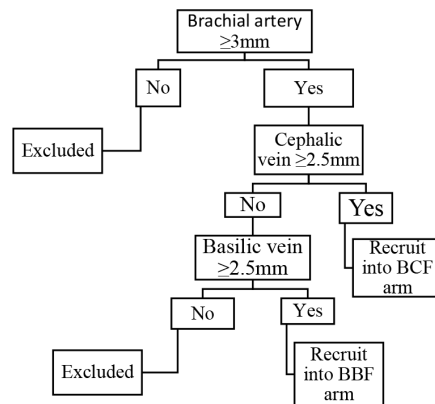 Brachial artery
≥3mm
No
Yes
Excluded
Cephalic
vein ≥2.5mm
No
Yes
Basilic vein
≥2.5mm
Recruit
into BCF
arm
No
Yes
Excluded
Recruit
into BBF
arm